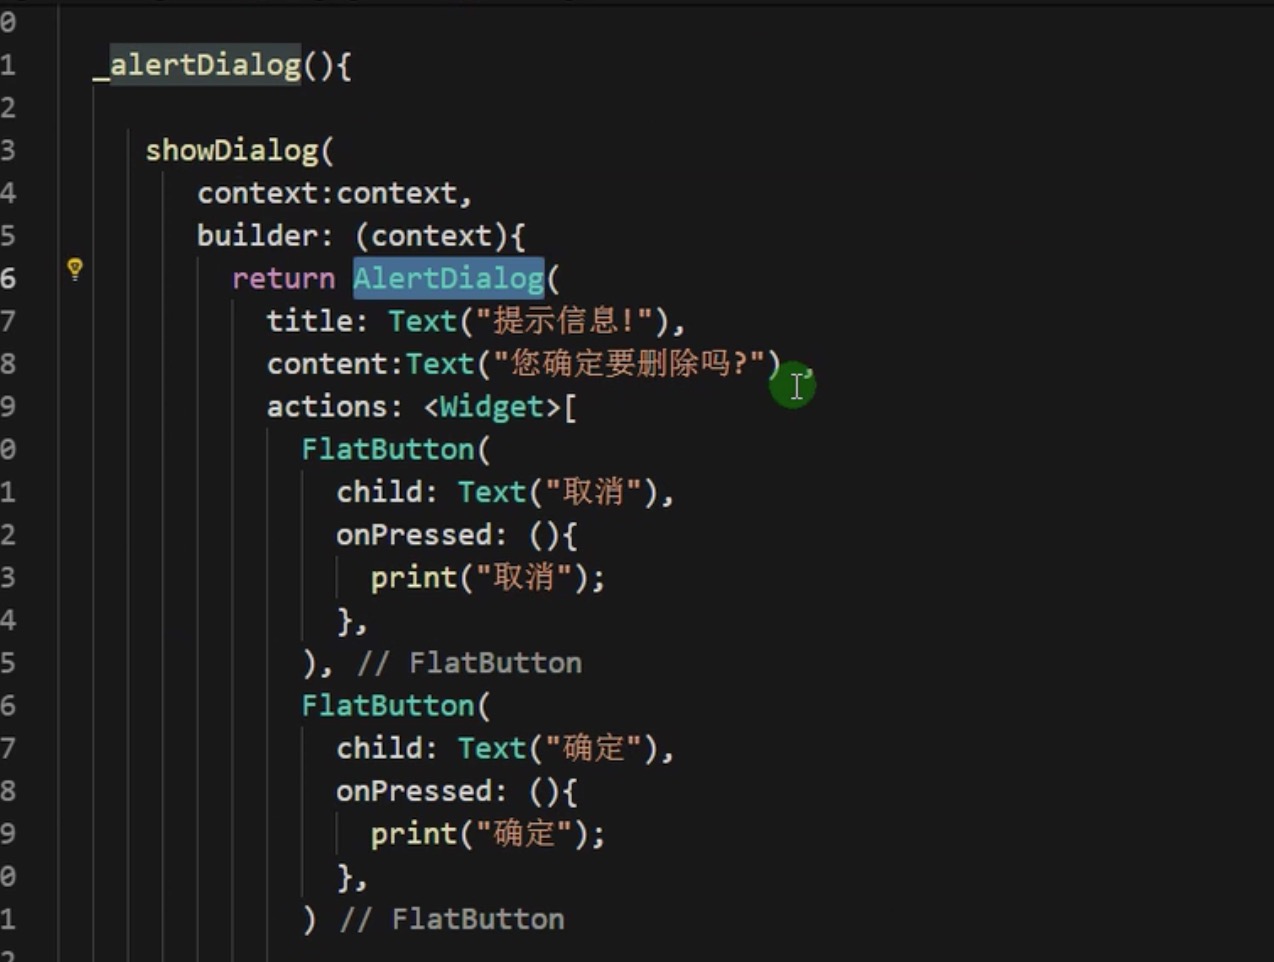 0
1 _alertDialog(){
2
3 showDialog(
4 context:context,
5 builder: (context){
6 return AlertDialog(
7 title: Text("提示信息!"),
8 content:Text("您确定要删除吗?") ,
9 actions: <Widget>[
0 FlatButton(
1 child: Text("取消"),
2 onPressed: (){
3 print("取消");
4 },
5 ), // FlatButton
6 FlatButton(
7 child: Text("确定"),
8 onPressed: (){
9 print("确定");
0 },
1 ) // FlatButton
2